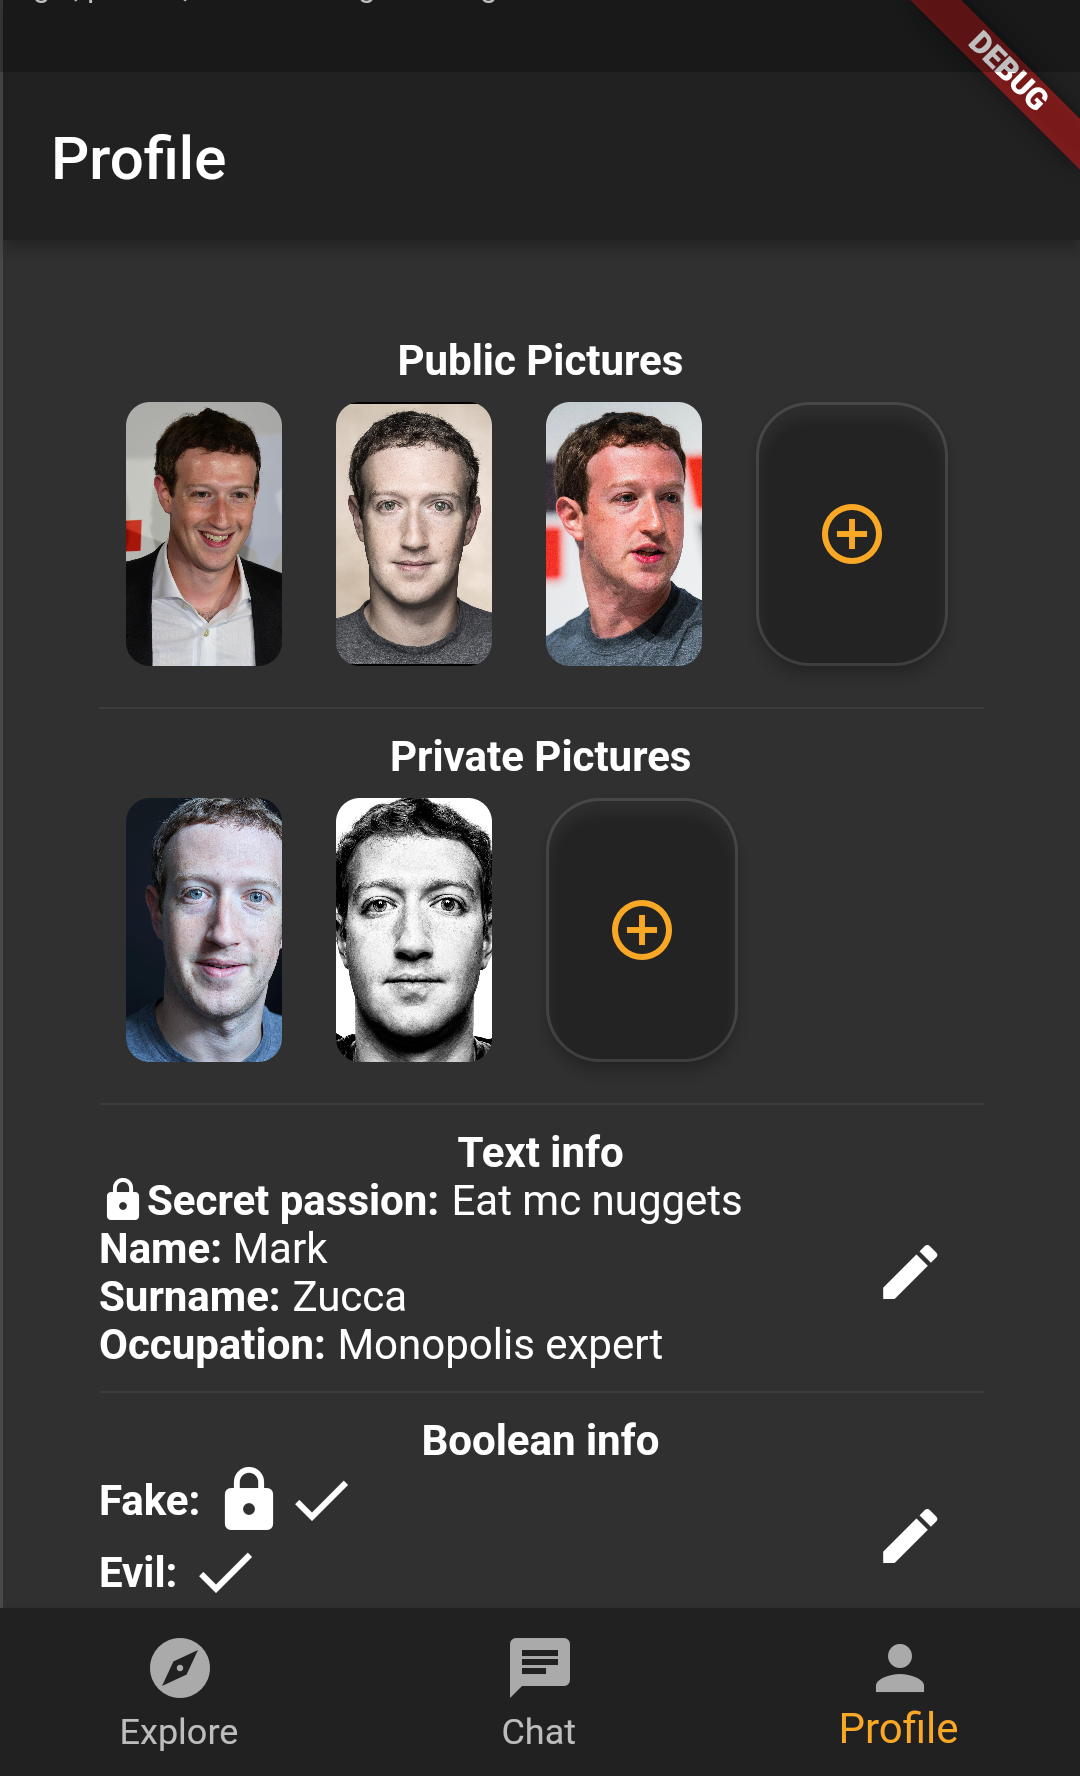 DEBUG
Profile
Public Pictures
Private Pictures
Text info
Secret passion: Eat mc nuggets
Name: Mark
Surname: Zucca
Occupation: Monopolis expert
Boolean info
Fake:
Evil:
Explore
Chat
Profile